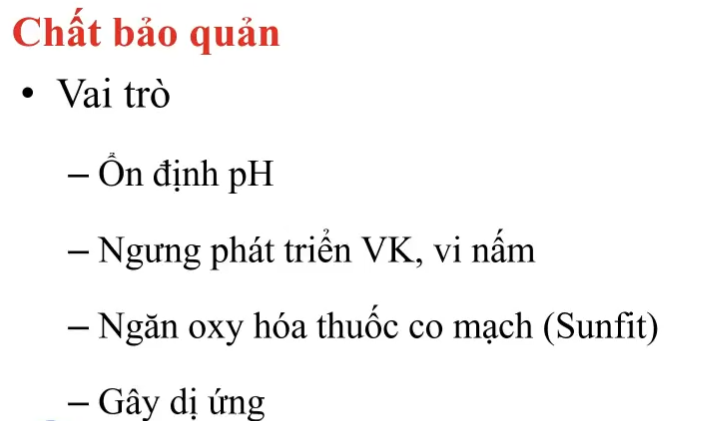 Chất bảo quản
• Vai trò
– Ổn định pH
– Ngưng phát triển VK, vi nấm
– Ngăn oxy hóa thuốc co mạch (Sunfit)
– Gây dị ứng